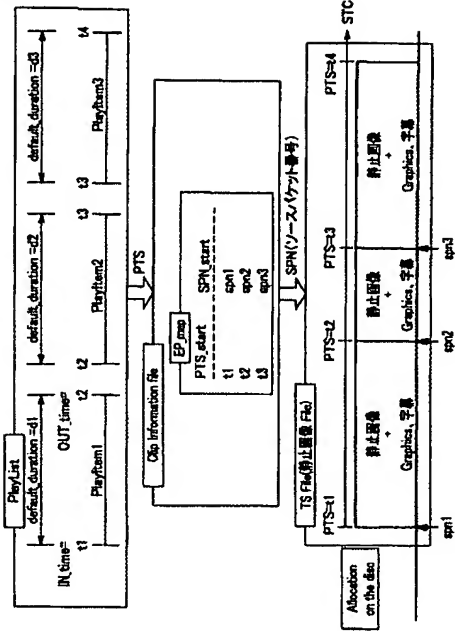 PlayList
default_duration =d1
default_duration =d2
default_duration =d3
IN_time=
OUT_time=
t1
t2
t2
t3
t3
t4
PlayItem1
PlayItem2
PlayItem3
PTS
Clip Information file
EP_map
PTS_start SPN_start
t1 spn1
t2 spn2
t3 spn3
SPN(ソースパケット番号)
TS File(静止画像 File)
PTS=t1
PTS=t2
PTS=t3
PTS=t4
STC
静止画像
+
Graphics, 字幕
静止画像
+
Graphics, 字幕
静止画像
+
Graphics, 字幕
spn1
spn2
spn3
Allocation
on the disc